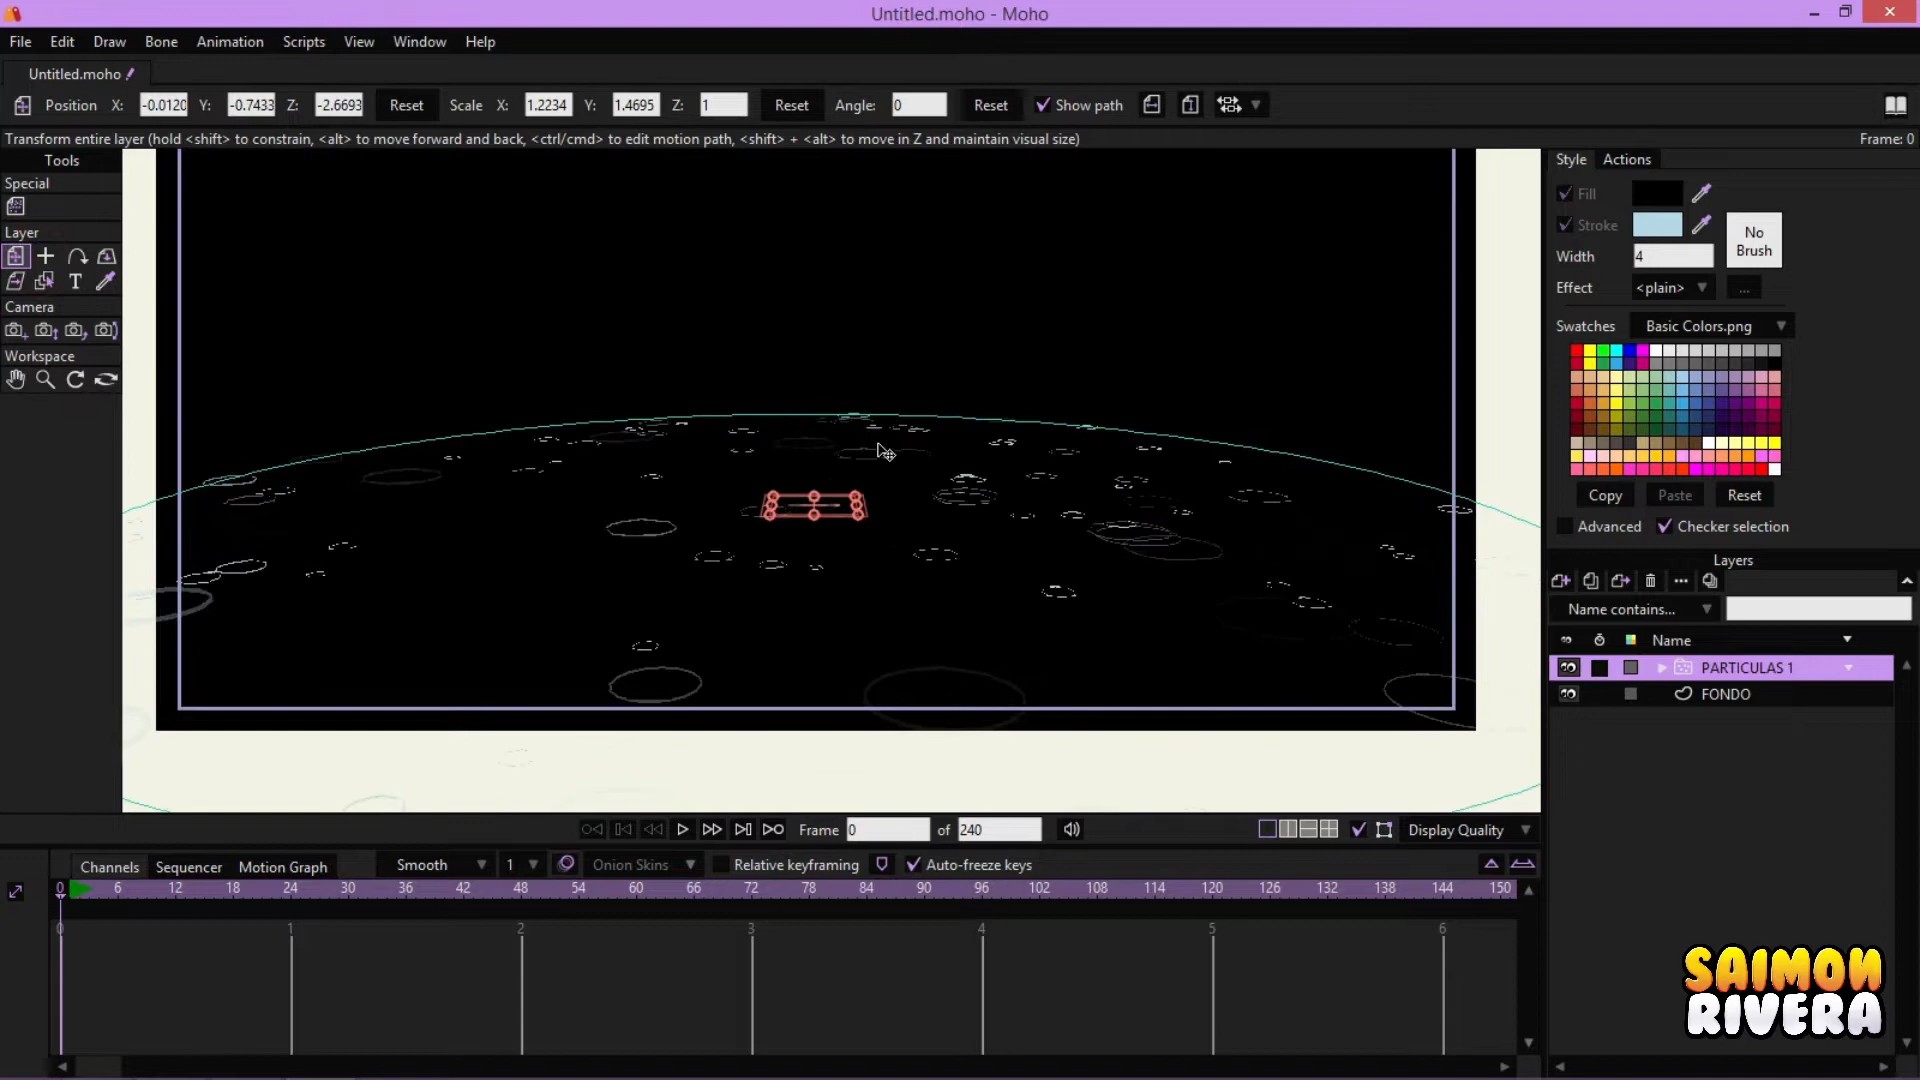 Untitled.moho - Moho
File Edit Draw Bone Animation Scripts View Window Help
Untitled.moho
Position X: -0.0120 Y: -0.7433 Z: -2.6693 Reset Scale X: 1.2234 Y: 1.4695 Z: 1 Reset Angle: 0 Reset Show path
Transform entire layer (hold <shift> to constrain, <alt> to move forward and back, <ctrl/cmd> to edit motion path, <shift> + <alt> to move in Z and maintain visual size) Frame: 0
Tools
Special
Layer
T
Camera
Workspace
Style Actions
Fill
Stroke
No
Brush
Width 4
Effect <plain> ...
Swatches Basic Colors.png
Copy Paste Reset
Advanced Checker selection
Layers
Name contains...
Name
PARTICULAS 1
FONDO
Frame 0 of 240 Display Quality
Channels Sequencer Motion Graph Smooth 1 Onion Skins Relative keyframing Auto-freeze keys
0 6 12 18 24 30 36 42 48 54 60 66 72 78 84 90 96 102 108 114 120 126 132 138 144 150
0 1 2 3 4 5 6
SAIMON
RIVERA